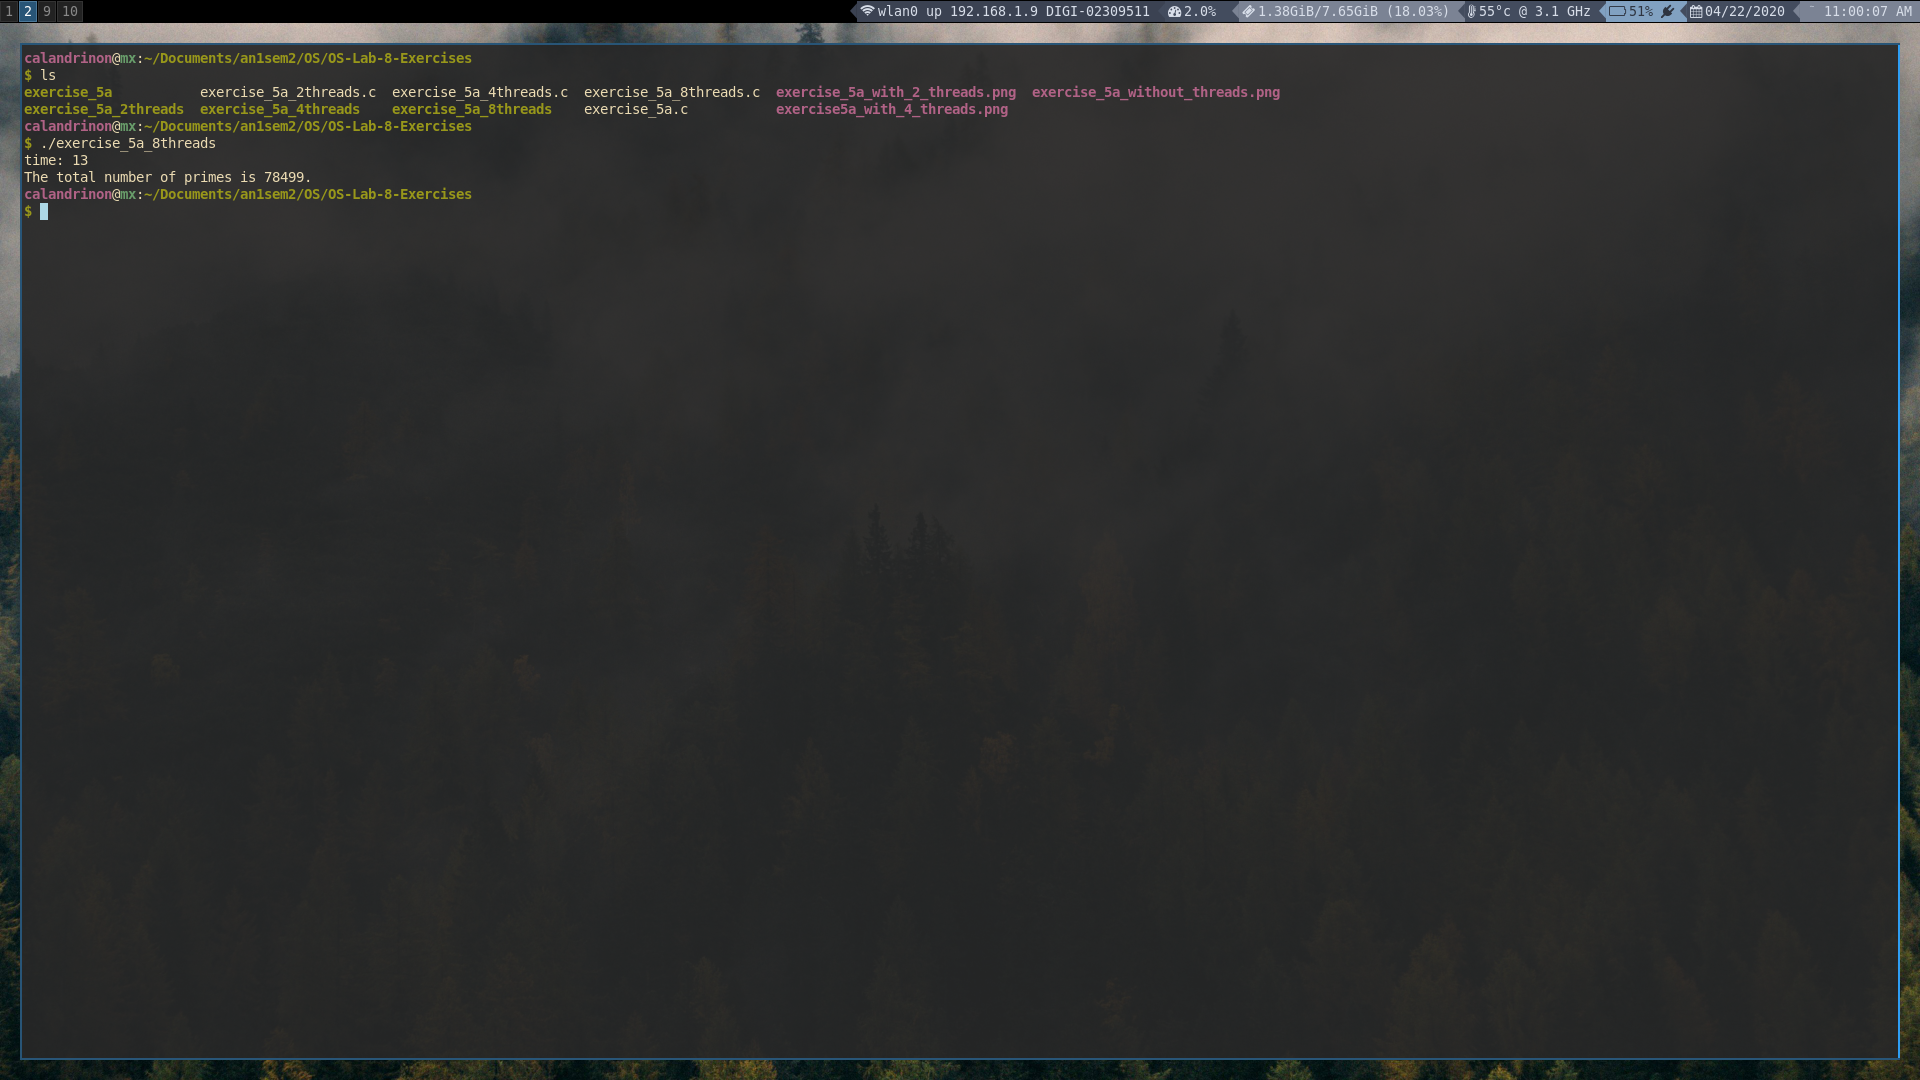 1 2 9 10 wlan0 up 192.168.1.9 DIGI-02309511 2.0% 1.38GiB/7.65GiB (18.03%) 55°c @ 3.1 GHz 51% 04/22/2020 11:00:07 AM
calandrinon@mx:~/Documents/an1sem2/OS/OS-Lab-8-Exercises
$ ls
exercise_5a exercise_5a_2threads.c exercise_5a_4threads.c exercise_5a_8threads.c exercise_5a_with_2_threads.png exercise_5a_without_threads.png
exercise_5a_2threads exercise_5a_4threads exercise_5a_8threads exercise_5a.c exercise5a_with_4_threads.png
calandrinon@mx:~/Documents/an1sem2/OS/OS-Lab-8-Exercises
$ ./exercise_5a_8threads
time: 13
The total number of primes is 78499.
calandrinon@mx:~/Documents/an1sem2/OS/OS-Lab-8-Exercises
$